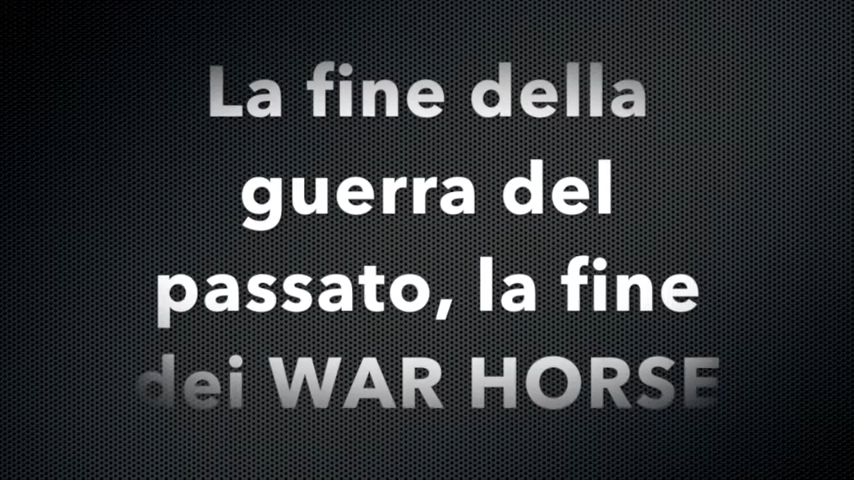 La fine della
guerra del
passato, la fine
dei WAR HORSE